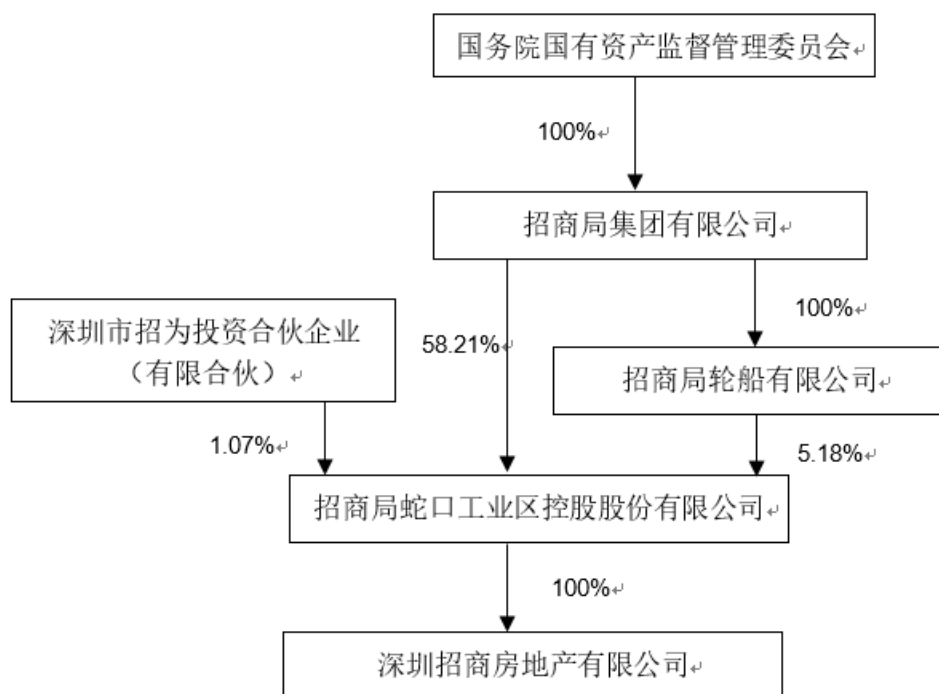 国务院国有资产监督管理委员会
100%
招商局集团有限公司
100%
深圳市招为投资合伙企业
（有限合伙）
58.21%
招商局轮船有限公司
1.07%
5.18%
招商局蛇口工业区控股股份有限公司
100%
深圳招商房地产有限公司